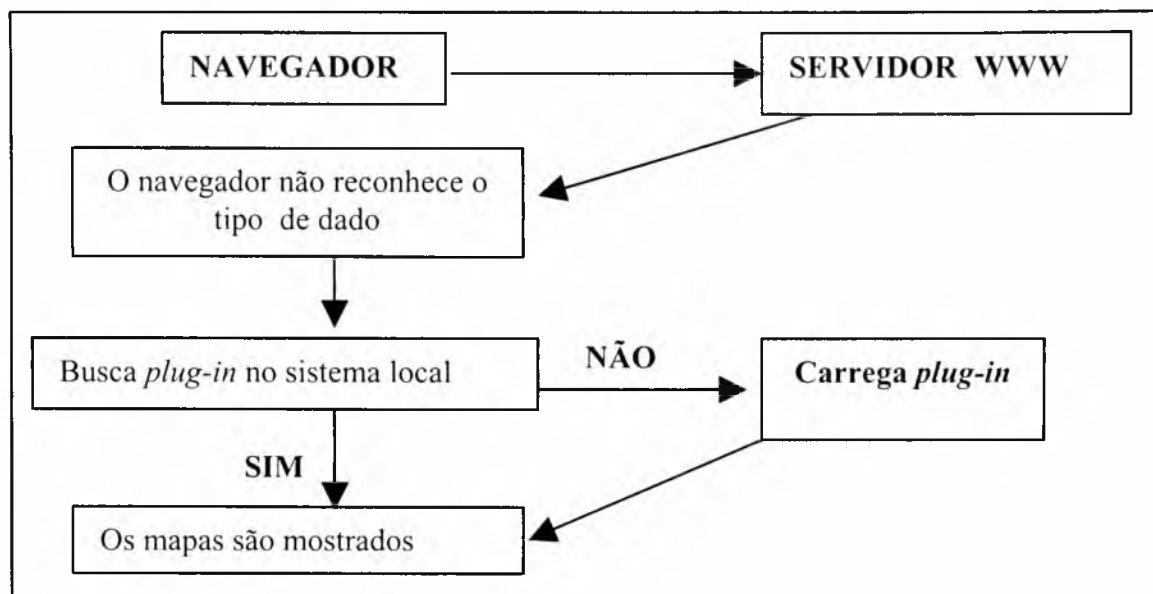 NAVEGADOR
SERVIDOR WWW
O navegador não reconhece o
tipo de dado
Busca plug-in no sistema local
NÃO
Carrega plug-in
SIM
Os mapas são mostrados